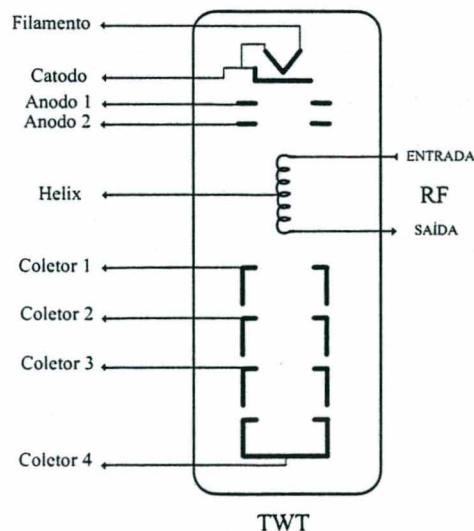 Filamento
Catodo
Anodo 1
Anodo 2
ENTRADA
Helix
RF
SAÍDA
Coletor 1
Coletor 2
Coletor 3
Coletor 4
TWT